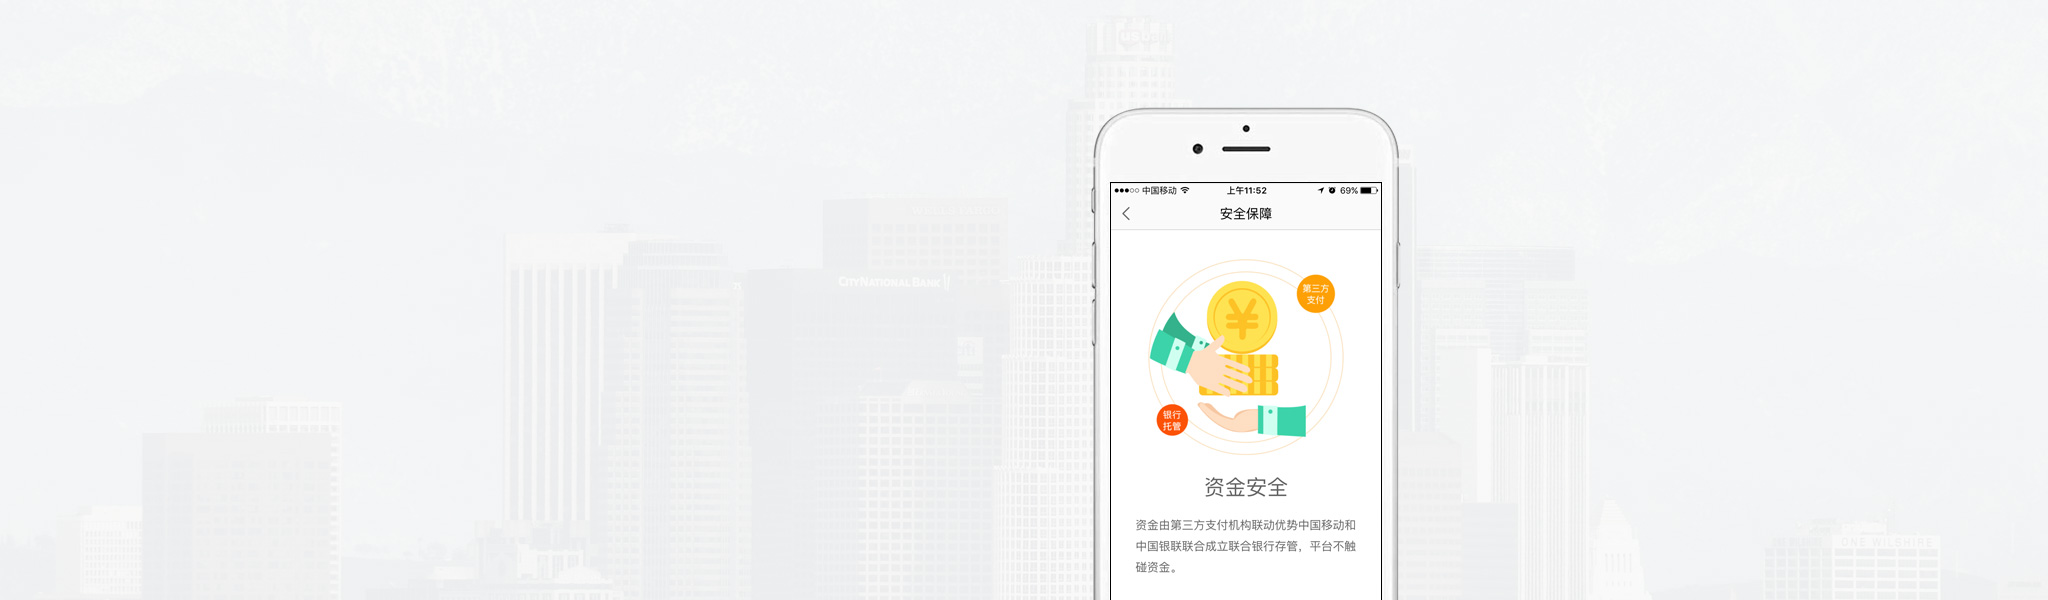 中国移动
上午11:52
69%
安全保障
第三方
支付
CITY NATIONAL BANK
银行
托管
资金安全
资金由第三方支付机构联动优势中国移动和
中国银联联合成立联合银行存管，平台不触
碰资金。
ONE WILSHIRE